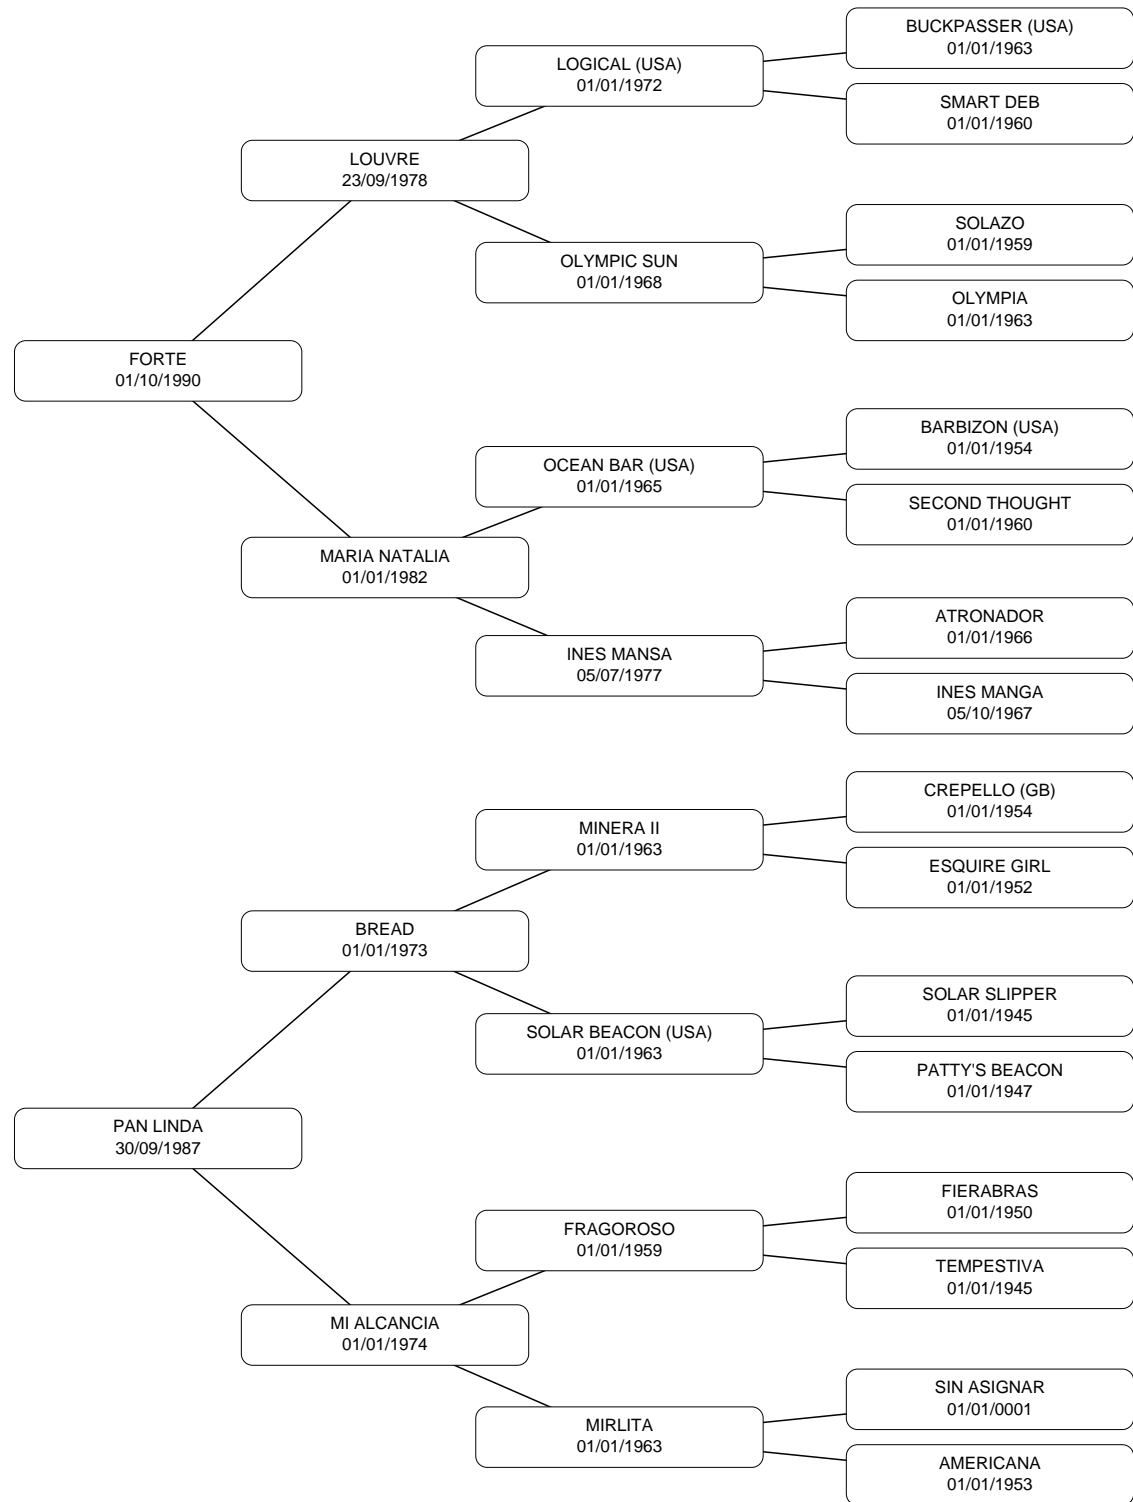 BUCKPASSER (USA)
01/01/1963
LOGICAL (USA)
01/01/1972
SMART DEB
01/01/1960
LOUVRE
23/09/1978
SOLAZO
01/01/1959
OLYMPIC SUN
01/01/1968
OLYMPIA
01/01/1963
FORTE
01/10/1990
BARBIZON (USA)
01/01/1954
OCEAN BAR (USA)
01/01/1965
SECOND THOUGHT
01/01/1960
MARIA NATALIA
01/01/1982
ATRONADOR
01/01/1966
INES MANSA
05/07/1977
INES MANGA
05/10/1967
CREPELLO (GB)
01/01/1954
MINERA II
01/01/1963
ESQUIRE GIRL
01/01/1952
BREAD
01/01/1973
SOLAR SLIPPER
01/01/1945
SOLAR BEACON (USA)
01/01/1963
PATTY'S BEACON
01/01/1947
PAN LINDA
30/09/1987
FIERABRAS
01/01/1950
FRAGOROSO
01/01/1959
TEMPESTIVA
01/01/1945
MI ALCANCIA
01/01/1974
SIN ASIGNAR
01/01/0001
MIRLITA
01/01/1963
AMERICANA
01/01/1953